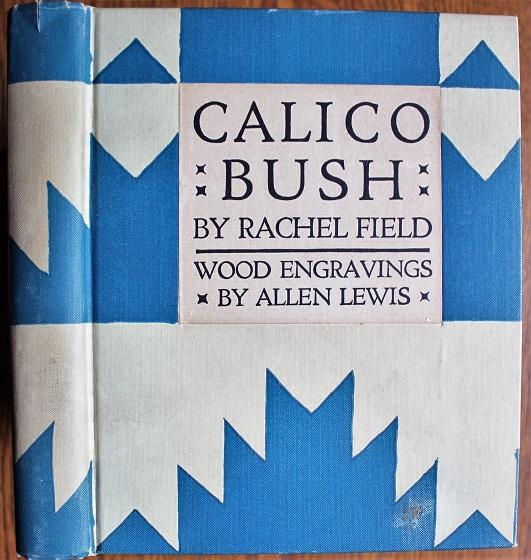 CALICO
BUSH
BY RACHEL FIELD
WOOD ENGRAVINGS
BY ALLEN LEWIS